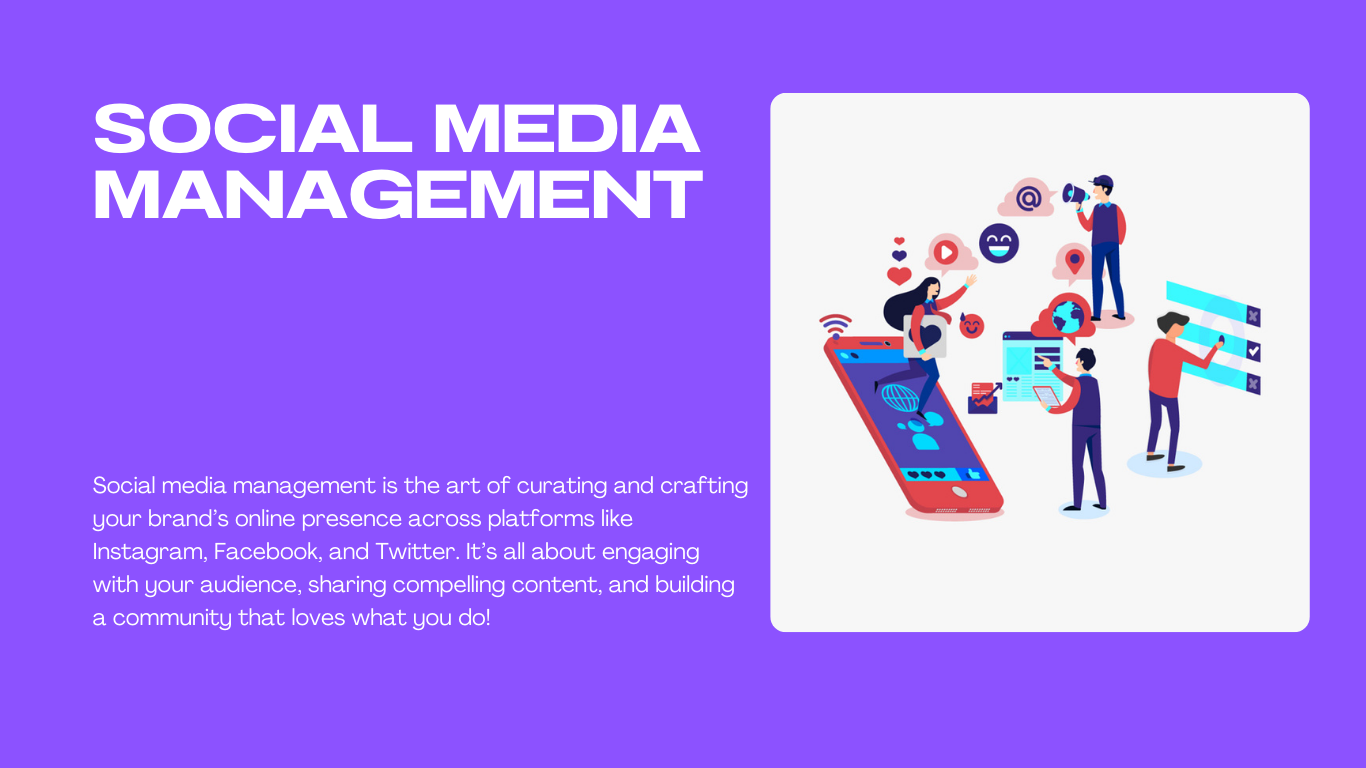 SOCIAL MEDIA
MANAGEMENT
Social media management is the art of curating and crafting
your brand’s online presence across platforms like
Instagram, Facebook, and Twitter. It’s all about engaging
with your audience, sharing compelling content, and building
a community that loves what you do!
@